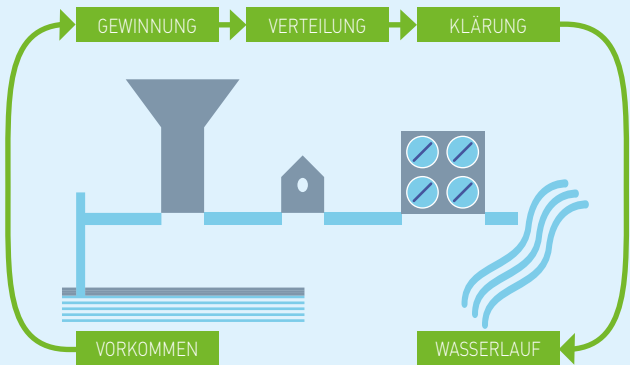 GEWINNUNG
VERTEILUNG
KLÄRUNG
VORKOMMEN
WASSERLAUF